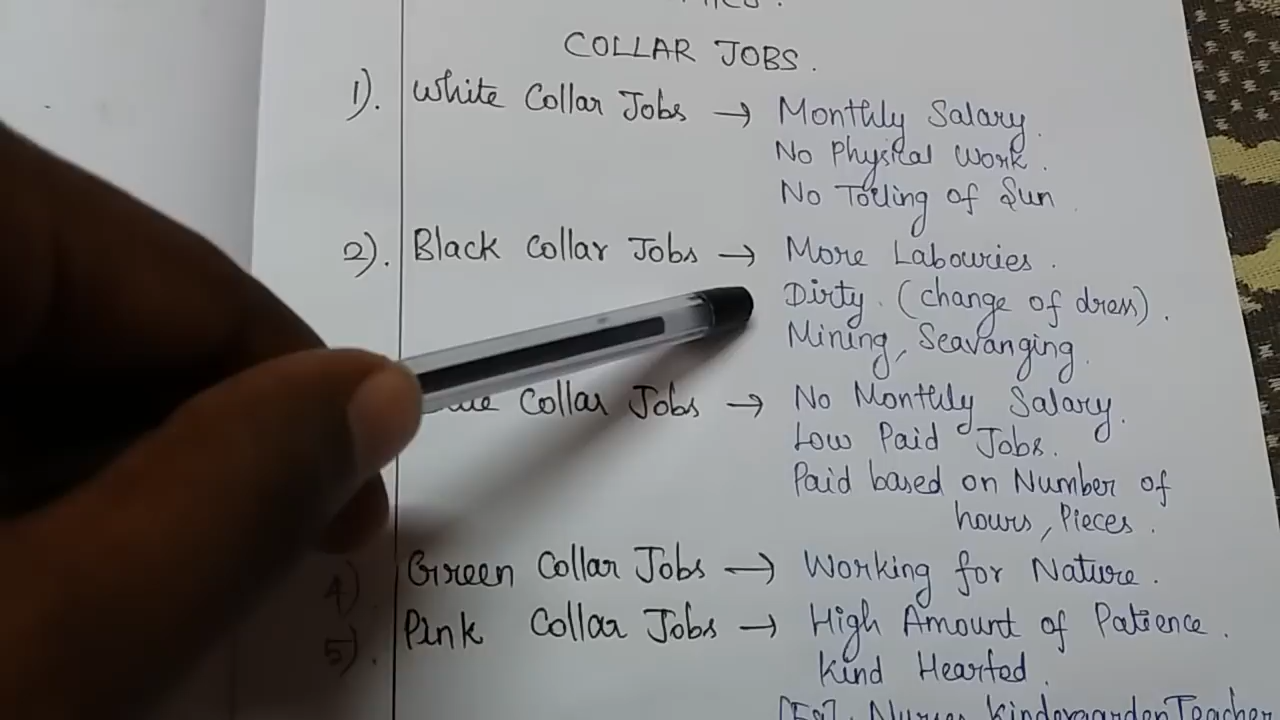 COLLAR JOBS.
1). White Collar Jobs → Monthly Salary.
No Physical Work.
No Toiling of Sun
2). Black Collar Jobs → More Labouries.
Dirty. (change of dress).
Mining, Scavanging.
Collar Jobs → No Monthly Salary.
Low Paid Jobs.
Paid based on Number of
hours, Pieces.
4). Green Collar Jobs → Working for Nature.
5). Pink Collar Jobs → High Amount of Patience.
Kind Hearted.
Kindergarden Teacher